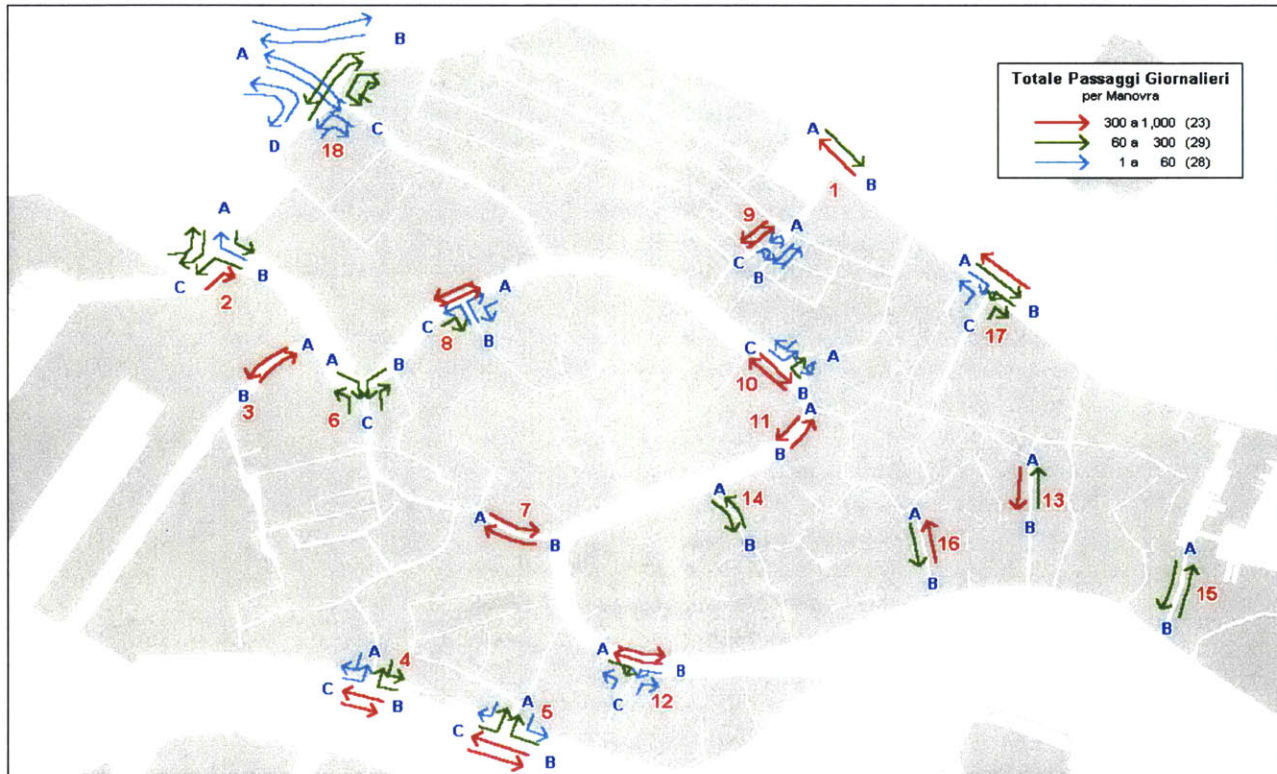 A
B
D
C
18
Totale Passaggi Giornalieri
per Manovra
300 a 1,000 (23)
60 a 300 (29)
1 a 60 (28)
A
1
B
A
9
A
C
B
C
B
2
A
B
C
17
A
C
B
8
A
A
B
B
3
6
C
C
A
10
B
A
11
B
A
7
B
A
14
B
A
13
B
A
16
B
A
15
B
A
4
C
B
A
B
C
12
A
5
C
B